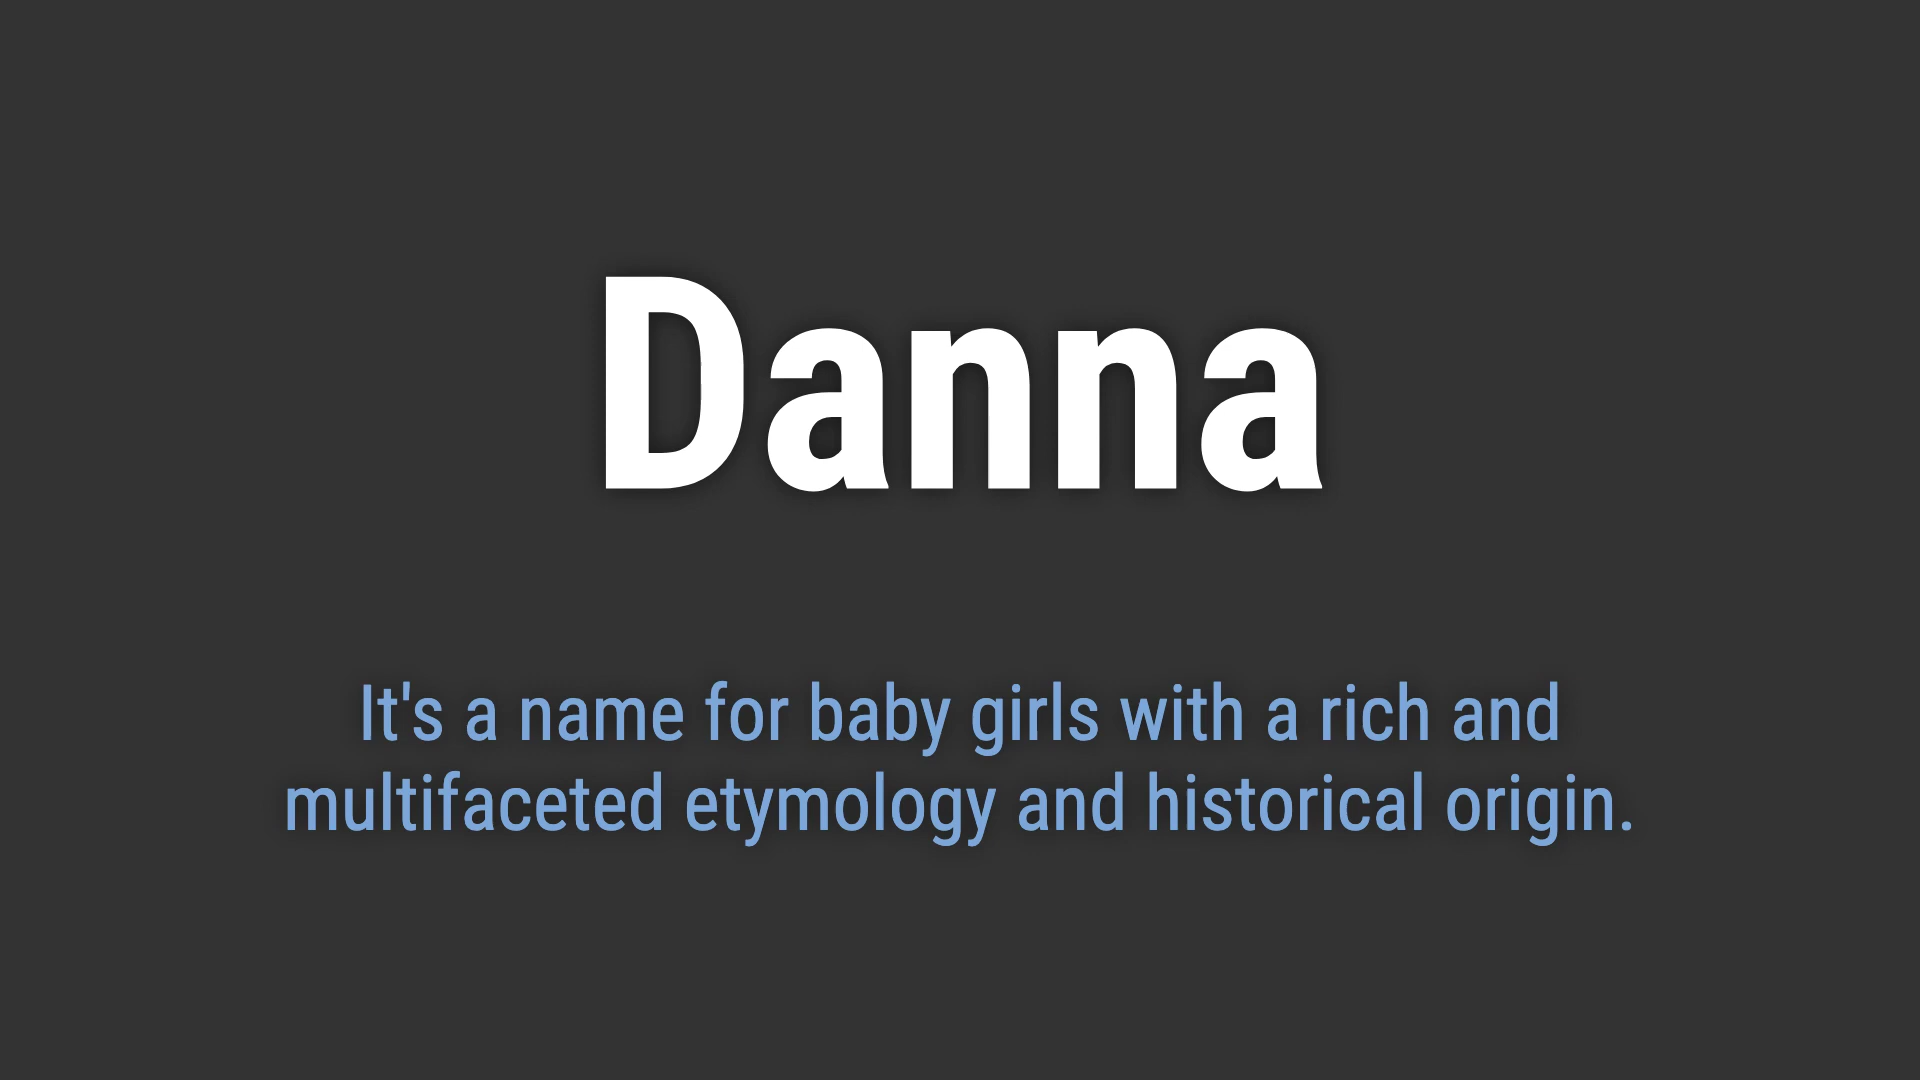 Danna
It's a name for baby girls with a rich and
multifaceted etymology and historical origin.